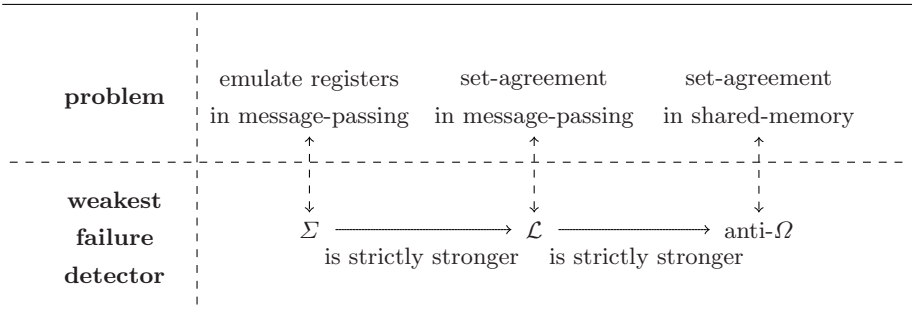 problem
emulate registers
in message-passing
set-agreement
in message-passing
set-agreement
in shared-memory
weakest
failure
detector
Σ
ℒ
anti-Ω
is strictly stronger
is strictly stronger